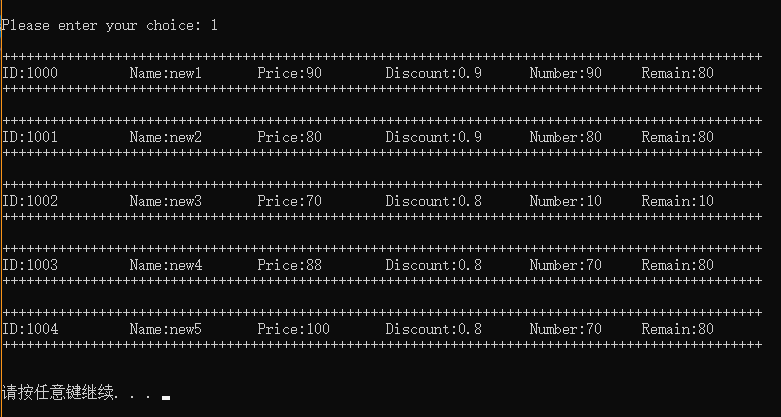 Please enter your choice: 1
++++++++++++++++++++++++++++++++++++++++++++++++++++++++++++++++++++++++++++++++++++++++++++++
ID:1000 Name:new1 Price:90 Discount:0.9 Number:90 Remain:80
++++++++++++++++++++++++++++++++++++++++++++++++++++++++++++++++++++++++++++++++++++++++++++++
++++++++++++++++++++++++++++++++++++++++++++++++++++++++++++++++++++++++++++++++++++++++++++++
ID:1001 Name:new2 Price:80 Discount:0.9 Number:80 Remain:80
++++++++++++++++++++++++++++++++++++++++++++++++++++++++++++++++++++++++++++++++++++++++++++++
++++++++++++++++++++++++++++++++++++++++++++++++++++++++++++++++++++++++++++++++++++++++++++++
ID:1002 Name:new3 Price:70 Discount:0.8 Number:10 Remain:10
++++++++++++++++++++++++++++++++++++++++++++++++++++++++++++++++++++++++++++++++++++++++++++++
++++++++++++++++++++++++++++++++++++++++++++++++++++++++++++++++++++++++++++++++++++++++++++++
ID:1003 Name:new4 Price:88 Discount:0.8 Number:70 Remain:80
++++++++++++++++++++++++++++++++++++++++++++++++++++++++++++++++++++++++++++++++++++++++++++++
++++++++++++++++++++++++++++++++++++++++++++++++++++++++++++++++++++++++++++++++++++++++++++++
ID:1004 Name:new5 Price:100 Discount:0.8 Number:70 Remain:80
++++++++++++++++++++++++++++++++++++++++++++++++++++++++++++++++++++++++++++++++++++++++++++++
请按任意键继续. . .